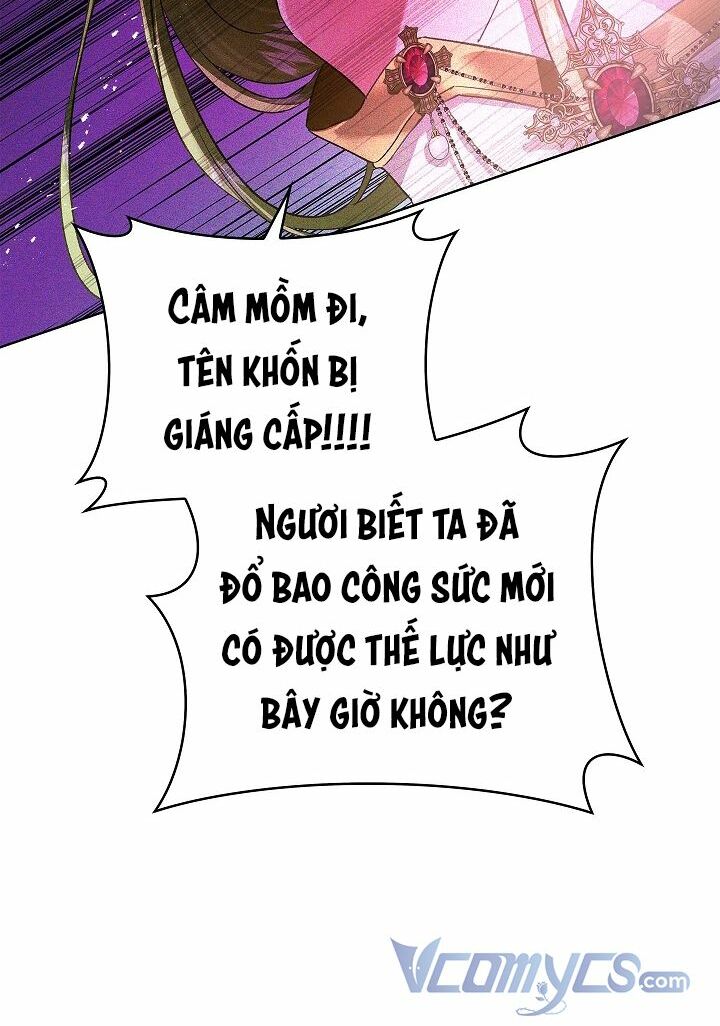 CÂM MỒM ĐI,
TÊN KHỐN BỊ
GIÁNG CẤP!!!!
NGƯƠI BIẾT TA ĐÃ
ĐỔ BAO CÔNG SỨC MỚI
CÓ ĐƯỢC THẾ LỰC NHƯ
BÂY GIỜ KHÔNG?
VCOMYCS.com